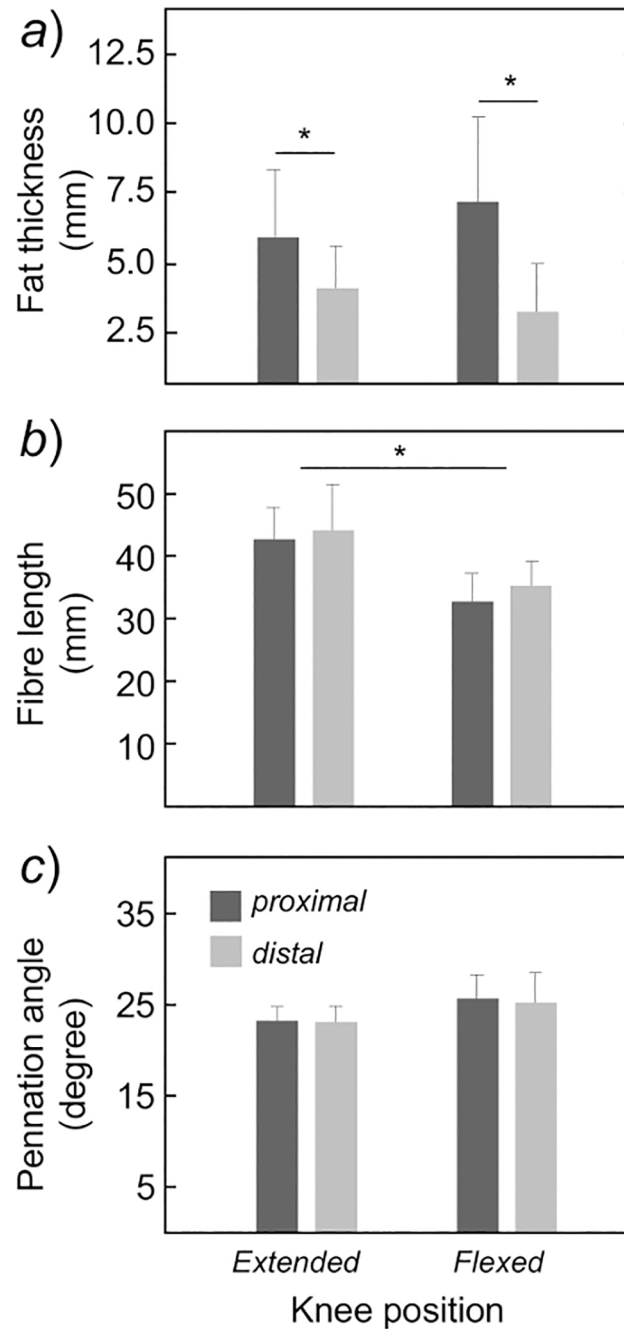 a)
Fat thickness
(mm)
12.5
10.0
7.5
5.0
2.5
*
*
b)
Fibre length
(mm)
50
40
30
20
10
*
c)
Pennation angle
(degree)
35
25
15
5
proximal
distal
Extended Flexed
Knee position